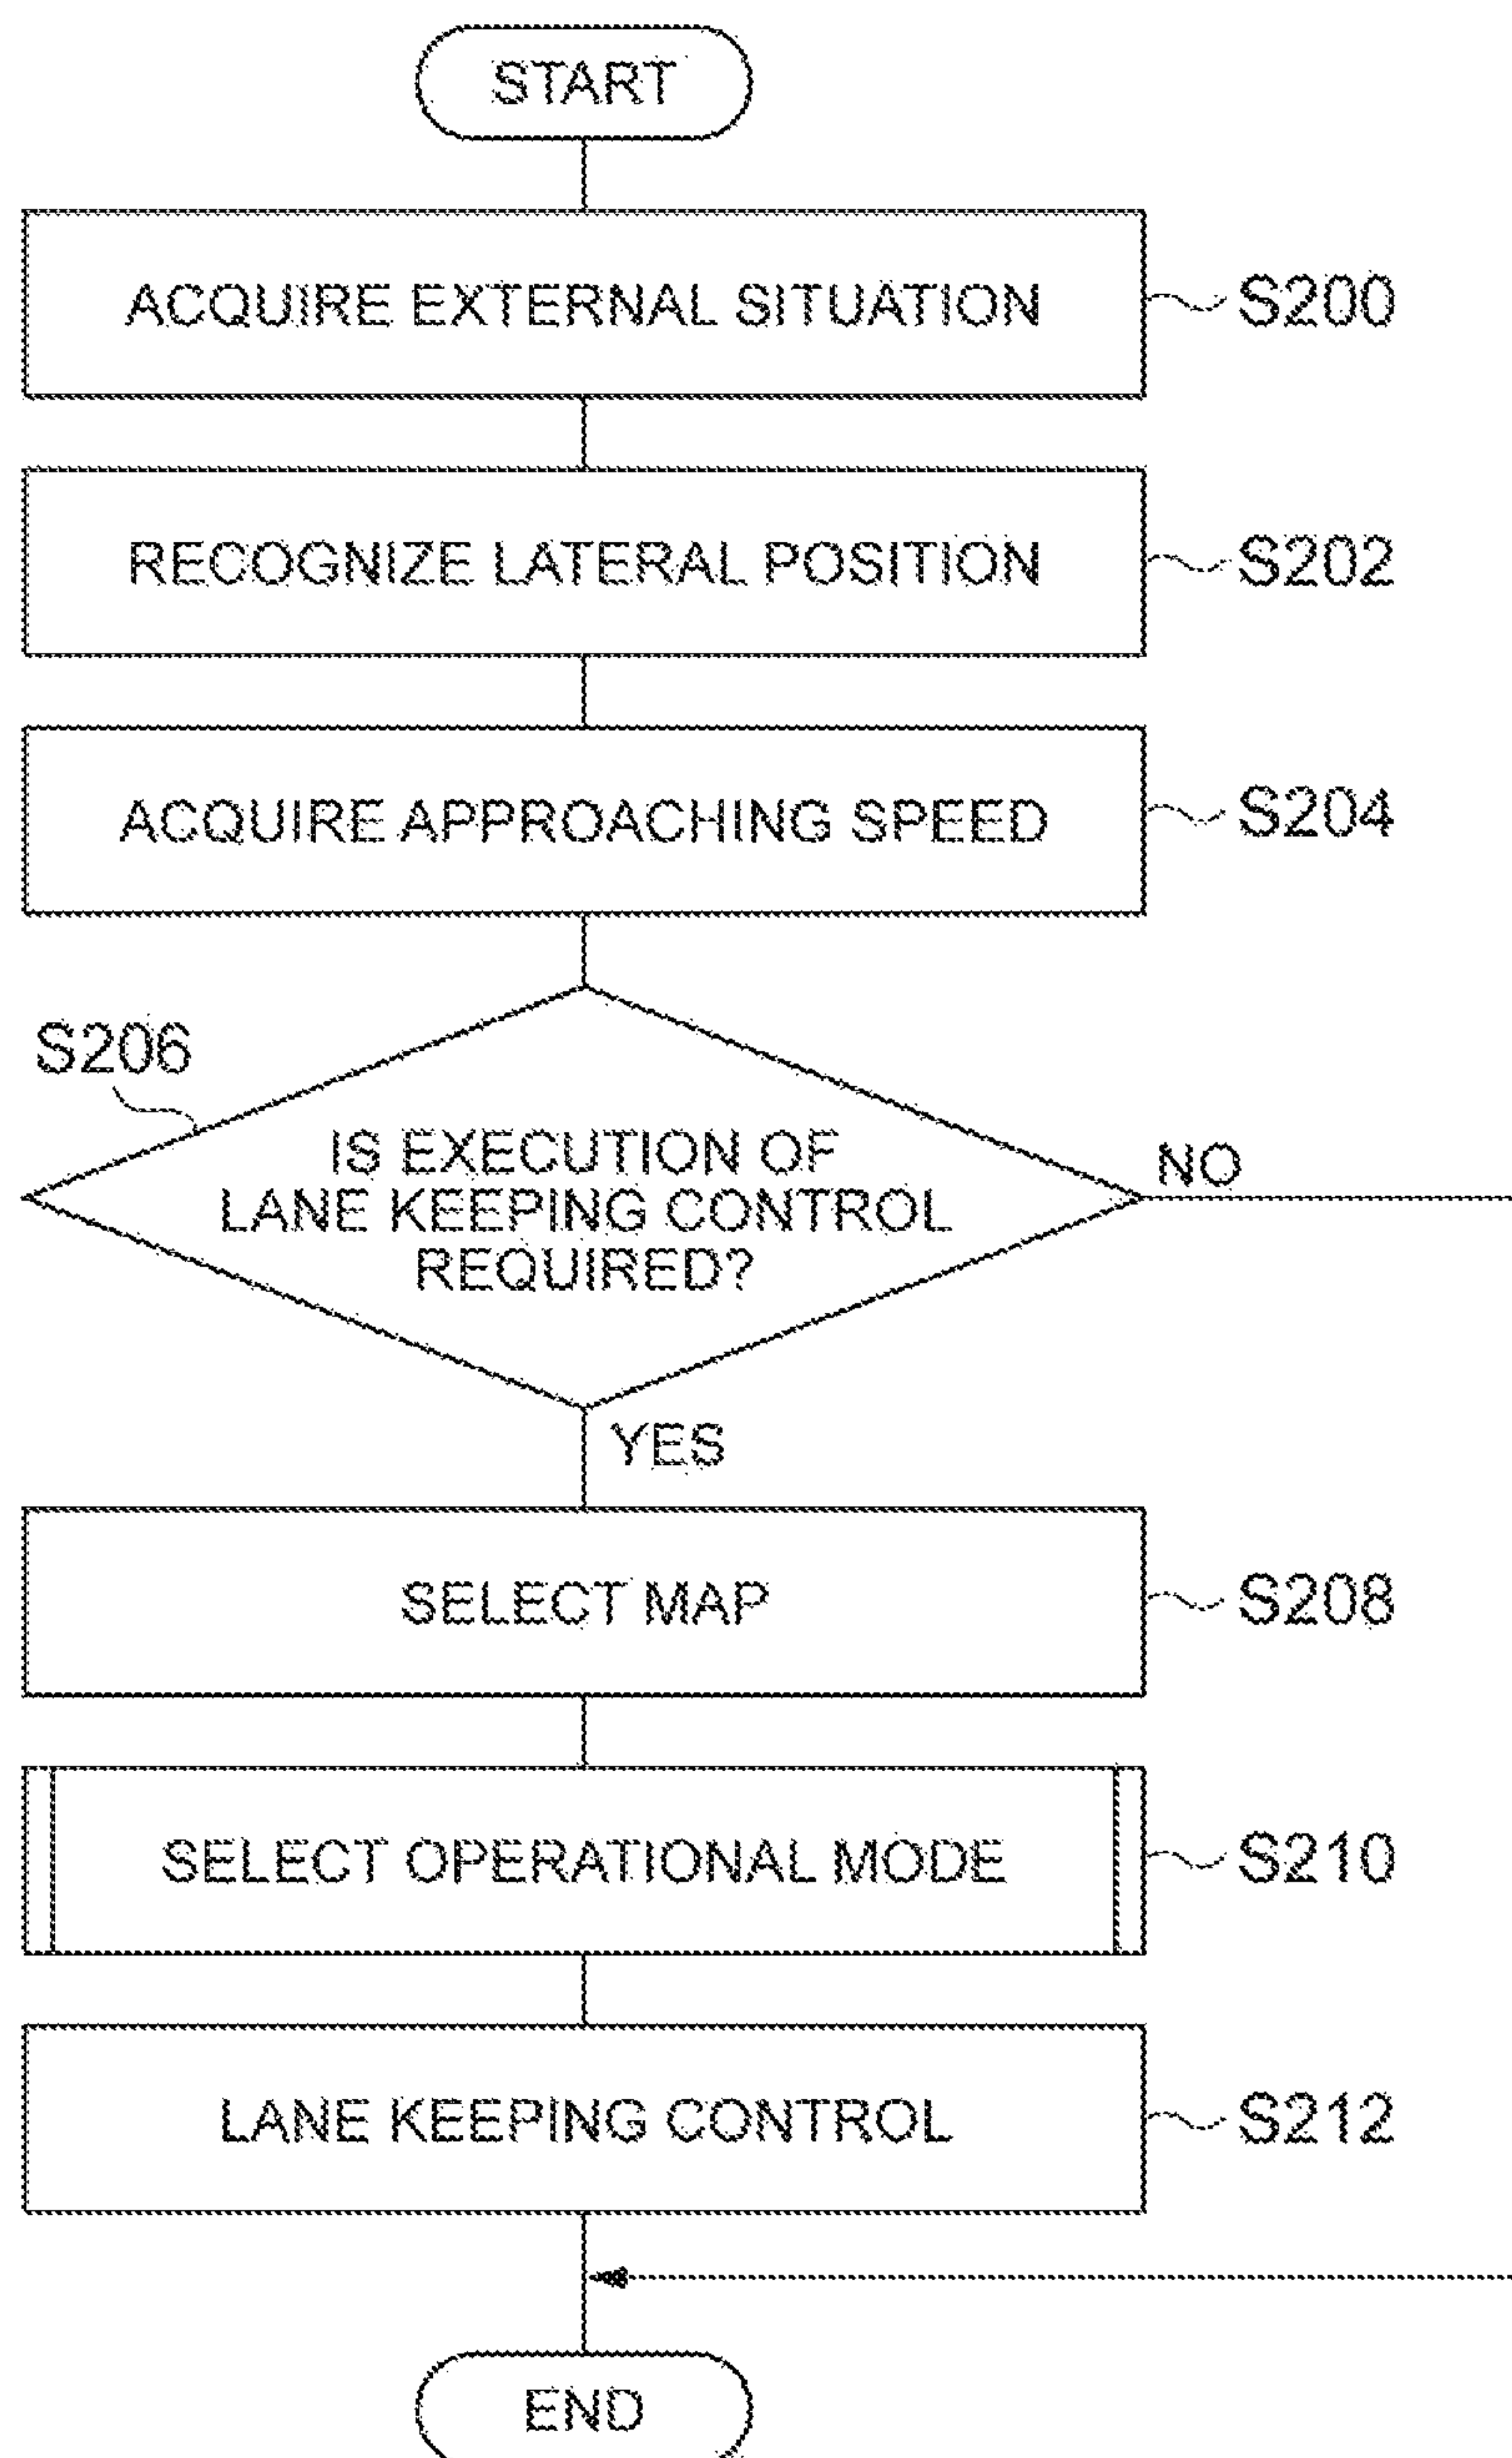 START
ACQUIRE EXTERNAL SITUATION
S200
RECOGNIZE LATERAL POSITION
S202
ACQUIRE APPROACHING SPEED
S204
S206
IS EXECUTION OF
LANE KEEPING CONTROL
REQUIRED?
NO
YES
SELECT MAP
S208
SELECT OPERATIONAL MODE
S210
LANE KEEPING CONTROL
S212
END